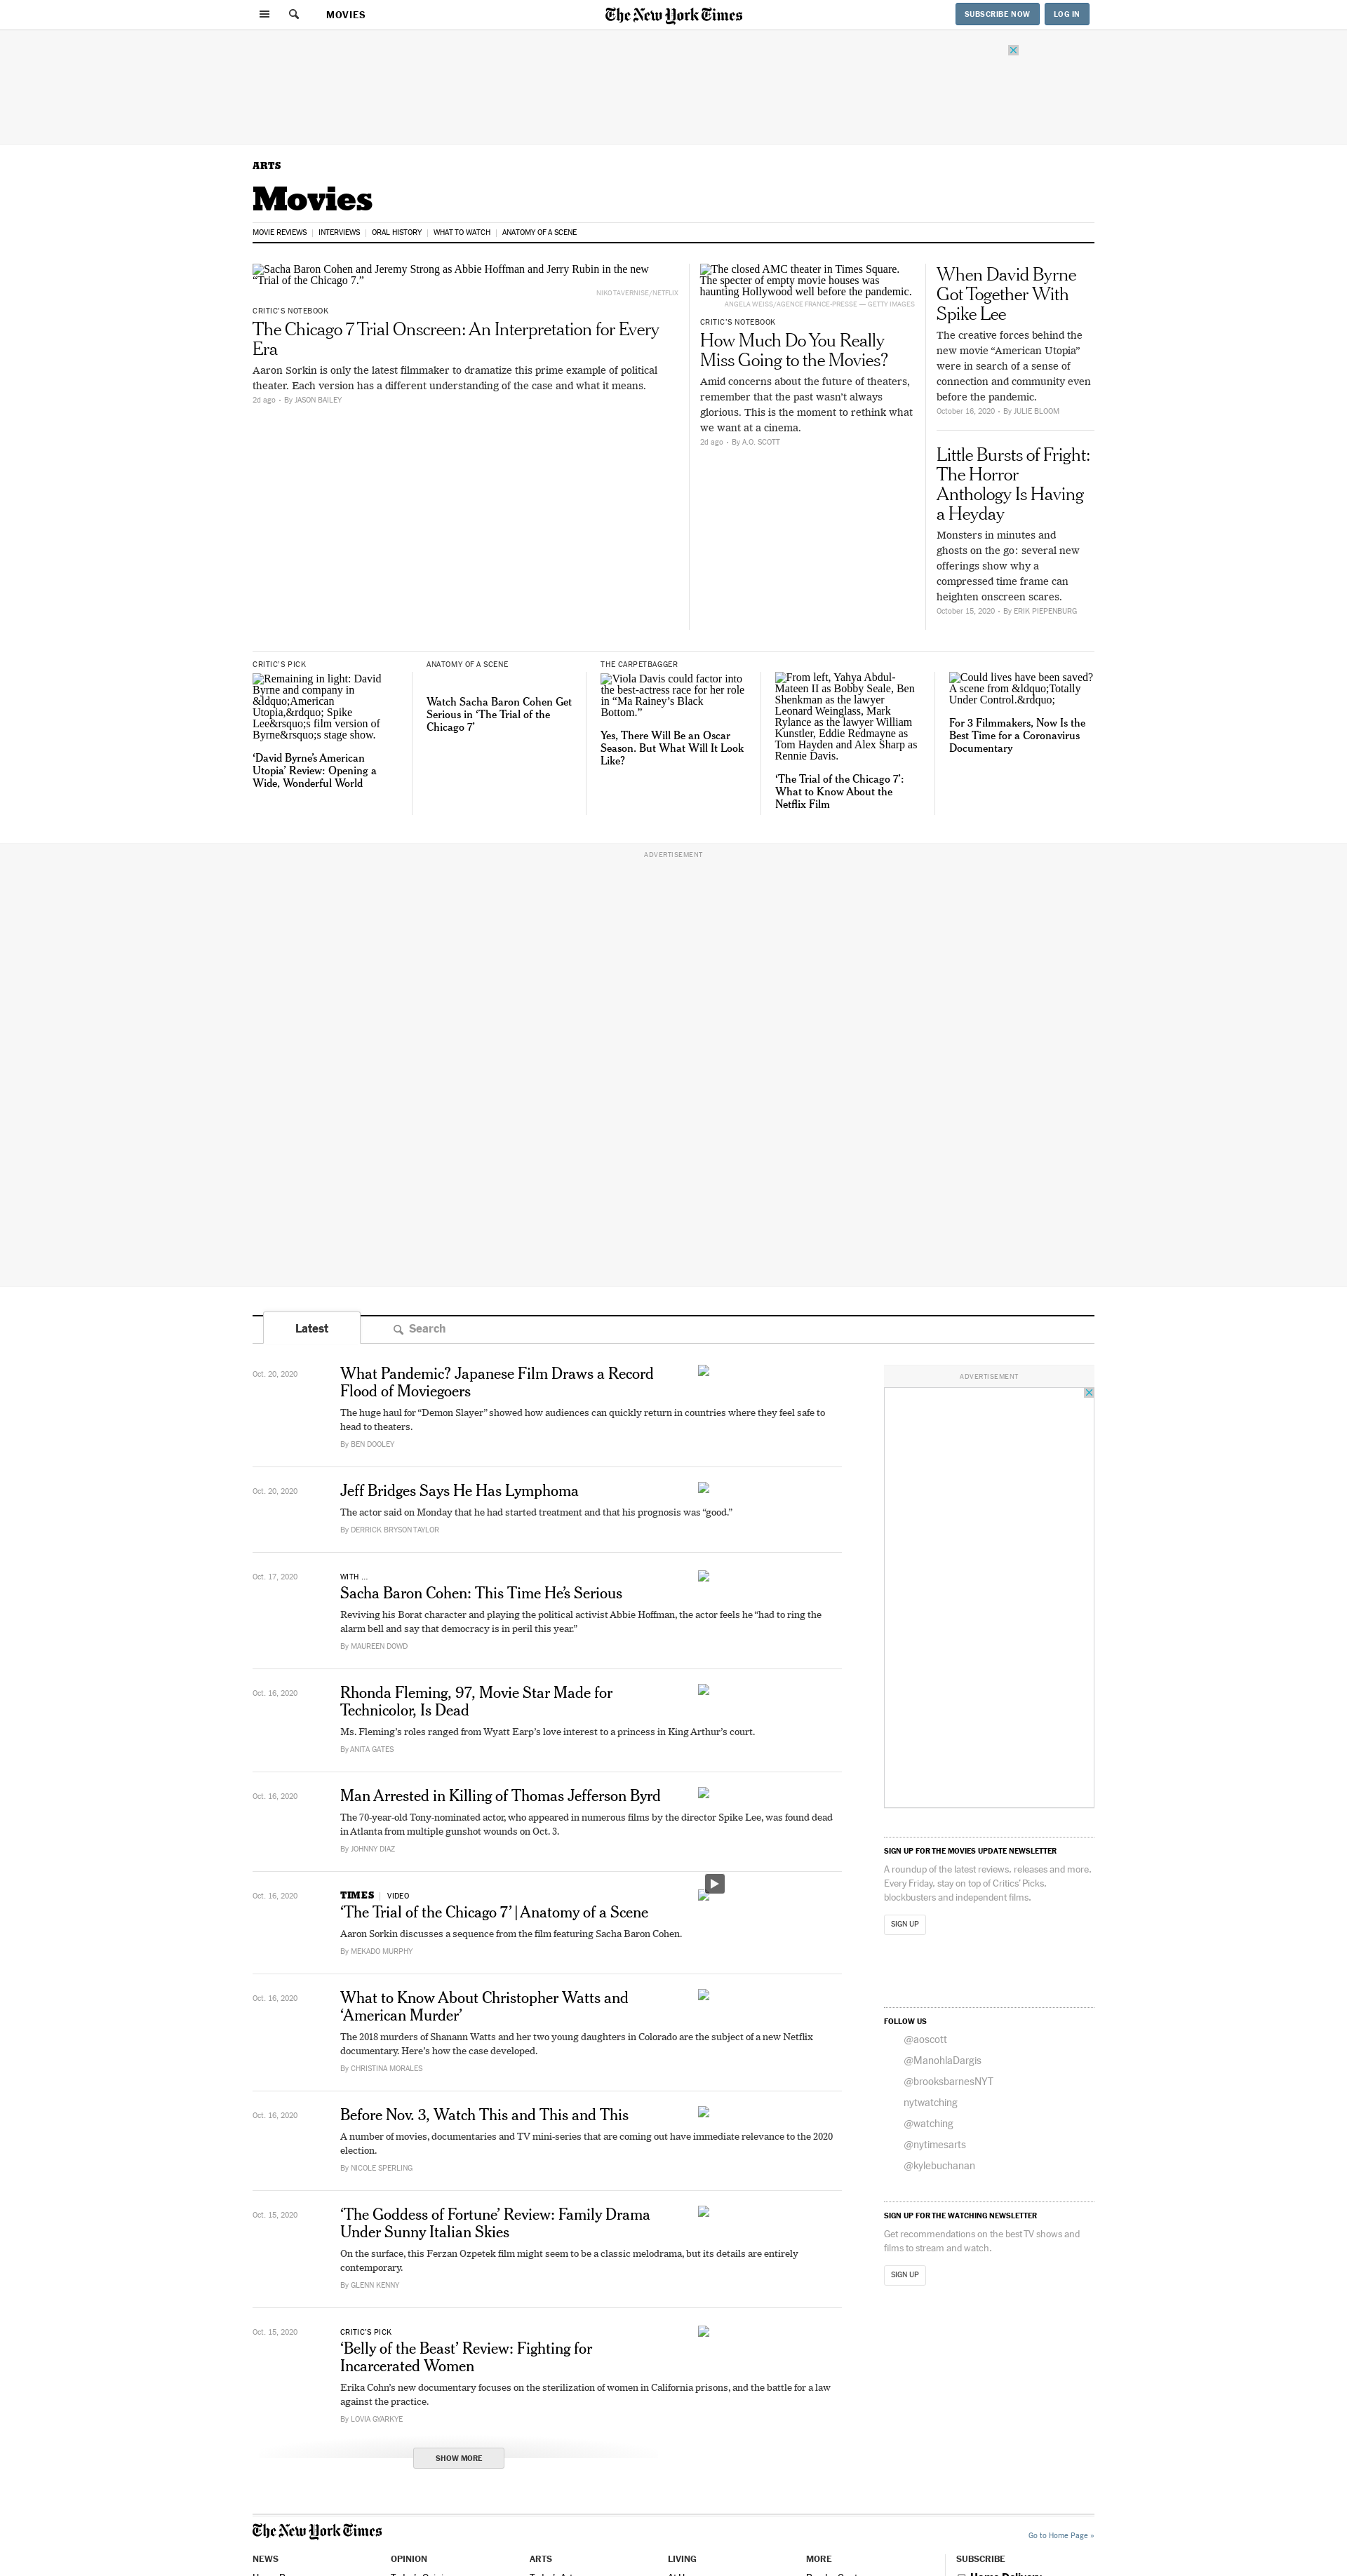 MOVIES
The New York Times
SUBSCRIBE NOW
LOG IN
ARTS
Movies
MOVIE REVIEWS
INTERVIEWS
ORAL HISTORY
WHAT TO WATCH
ANATOMY OF A SCENE
Sacha Baron Cohen and Jeremy Strong as Abbie Hoffman and Jerry Rubin in the new
“Trial of the Chicago 7.”
NIKO TAVERNISE/NETFLIX
CRITIC’S NOTEBOOK
The Chicago 7 Trial Onscreen: An Interpretation for Every
Era
Aaron Sorkin is only the latest filmmaker to dramatize this prime example of political
theater. Each version has a different understanding of the case and what it means.
2d ago • By JASON BAILEY
The closed AMC theater in Times Square.
The specter of empty movie houses was
haunting Hollywood well before the pandemic.
ANGELA WEISS/AGENCE FRANCE-PRESSE — GETTY IMAGES
CRITIC’S NOTEBOOK
How Much Do You Really
Miss Going to the Movies?
Amid concerns about the future of theaters,
remember that the past wasn’t always
glorious. This is the moment to rethink what
we want at a cinema.
2d ago • By A.O. SCOTT
When David Byrne
Got Together With
Spike Lee
The creative forces behind the
new movie “American Utopia”
were in search of a sense of
connection and community even
before the pandemic.
October 16, 2020 • By JULIE BLOOM
Little Bursts of Fright:
The Horror
Anthology Is Having
a Heyday
Monsters in minutes and
ghosts on the go: several new
offerings show why a
compressed time frame can
heighten onscreen scares.
October 15, 2020 • By ERIK PIEPENBURG
CRITIC’S PICK
Remaining in light: David
Byrne and company in
&ldquo;American
Utopia,&rdquo; Spike
Lee&rsquo;s film version of
Byrne&rsquo;s stage show.
‘David Byrne’s American
Utopia’ Review: Opening a
Wide, Wonderful World
ANATOMY OF A SCENE
Watch Sacha Baron Cohen Get
Serious in ‘The Trial of the
Chicago 7’
THE CARPETBAGGER
Viola Davis could factor into
the best-actress race for her role
in “Ma Rainey’s Black
Bottom.”
Yes, There Will Be an Oscar
Season. But What Will It Look
Like?
From left, Yahya Abdul-
Mateen II as Bobby Seale, Ben
Shenkman as the lawyer
Leonard Weinglass, Mark
Rylance as the lawyer William
Kunstler, Eddie Redmayne as
Tom Hayden and Alex Sharp as
Rennie Davis.
‘The Trial of the Chicago 7’:
What to Know About the
Netflix Film
Could lives have been saved?
A scene from &ldquo;Totally
Under Control.&rdquo;
For 3 Filmmakers, Now Is the
Best Time for a Coronavirus
Documentary
ADVERTISEMENT
Latest
Search
Oct. 20, 2020
What Pandemic? Japanese Film Draws a Record
Flood of Moviegoers
The huge haul for “Demon Slayer” showed how audiences can quickly return in countries where they feel safe to
head to theaters.
By BEN DOOLEY
Oct. 20, 2020
Jeff Bridges Says He Has Lymphoma
The actor said on Monday that he had started treatment and that his prognosis was “good.”
By DERRICK BRYSON TAYLOR
Oct. 17, 2020
WITH ...
Sacha Baron Cohen: This Time He’s Serious
Reviving his Borat character and playing the political activist Abbie Hoffman, the actor feels he “had to ring the
alarm bell and say that democracy is in peril this year.”
By MAUREEN DOWD
Oct. 16, 2020
Rhonda Fleming, 97, Movie Star Made for
Technicolor, Is Dead
Ms. Fleming’s roles ranged from Wyatt Earp’s love interest to a princess in King Arthur’s court.
By ANITA GATES
Oct. 16, 2020
Man Arrested in Killing of Thomas Jefferson Byrd
The 70-year-old Tony-nominated actor, who appeared in numerous films by the director Spike Lee, was found dead
in Atlanta from multiple gunshot wounds on Oct. 3.
By JOHNNY DIAZ
Oct. 16, 2020
TIMES | VIDEO
‘The Trial of the Chicago 7’ | Anatomy of a Scene
Aaron Sorkin discusses a sequence from the film featuring Sacha Baron Cohen.
By MEKADO MURPHY
Oct. 16, 2020
What to Know About Christopher Watts and
‘American Murder’
The 2018 murders of Shanann Watts and her two young daughters in Colorado are the subject of a new Netflix
documentary. Here’s how the case developed.
By CHRISTINA MORALES
Oct. 16, 2020
Before Nov. 3, Watch This and This and This
A number of movies, documentaries and TV mini-series that are coming out have immediate relevance to the 2020
election.
By NICOLE SPERLING
Oct. 15, 2020
‘The Goddess of Fortune’ Review: Family Drama
Under Sunny Italian Skies
On the surface, this Ferzan Ozpetek film might seem to be a classic melodrama, but its details are entirely
contemporary.
By GLENN KENNY
Oct. 15, 2020
CRITIC’S PICK
‘Belly of the Beast’ Review: Fighting for
Incarcerated Women
Erika Cohn’s new documentary focuses on the sterilization of women in California prisons, and the battle for a law
against the practice.
By LOVIA GYARKYE
SHOW MORE
ADVERTISEMENT
SIGN UP FOR THE MOVIES UPDATE NEWSLETTER
A roundup of the latest reviews, releases and more.
Every Friday, stay on top of Critics’ Picks,
blockbusters and independent films.
SIGN UP
FOLLOW US
@aoscott
@ManohlaDargis
@brooksbarnesNYT
nytwatching
@watching
@nytimesarts
@kylebuchanan
SIGN UP FOR THE WATCHING NEWSLETTER
Get recommendations on the best TV shows and
films to stream and watch.
SIGN UP
The New York Times
Go to Home Page »
NEWS
OPINION
ARTS
LIVING
MORE
SUBSCRIBE